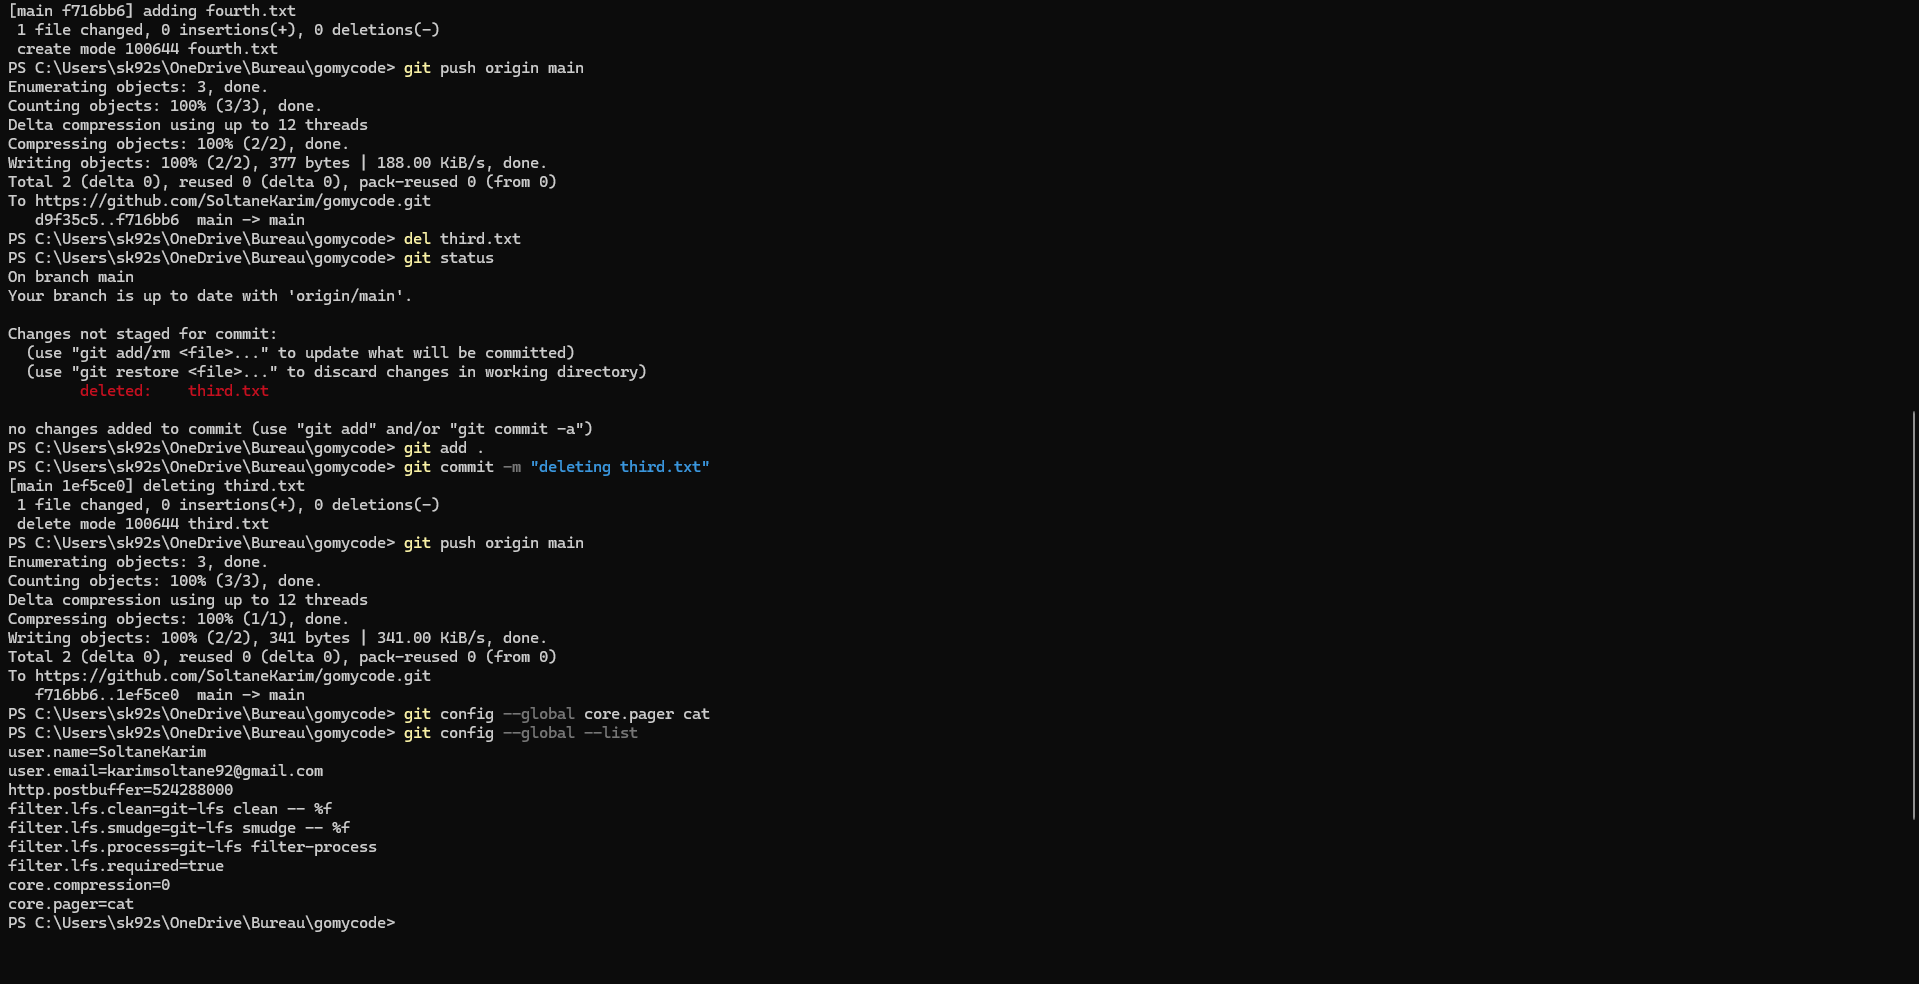 [main f716bb6] adding fourth.txt
 1 file changed, 0 insertions(+), 0 deletions(-)
 create mode 100644 fourth.txt
PS C:\Users\sk92s\OneDrive\Bureau\gomycode> git push origin main
Enumerating objects: 3, done.
Counting objects: 100% (3/3), done.
Delta compression using up to 12 threads
Compressing objects: 100% (2/2), done.
Writing objects: 100% (2/2), 377 bytes | 188.00 KiB/s, done.
Total 2 (delta 0), reused 0 (delta 0), pack-reused 0 (from 0)
To https://github.com/SoltaneKarim/gomycode.git
   d9f35c5..f716bb6  main -> main
PS C:\Users\sk92s\OneDrive\Bureau\gomycode> del third.txt
PS C:\Users\sk92s\OneDrive\Bureau\gomycode> git status
On branch main
Your branch is up to date with 'origin/main'.

Changes not staged for commit:
  (use "git add/rm <file>..." to update what will be committed)
  (use "git restore <file>..." to discard changes in working directory)
        deleted:    third.txt

no changes added to commit (use "git add" and/or "git commit -a")
PS C:\Users\sk92s\OneDrive\Bureau\gomycode> git add .
PS C:\Users\sk92s\OneDrive\Bureau\gomycode> git commit -m "deleting third.txt"
[main 1ef5ce0] deleting third.txt
 1 file changed, 0 insertions(+), 0 deletions(-)
 delete mode 100644 third.txt
PS C:\Users\sk92s\OneDrive\Bureau\gomycode> git push origin main
Enumerating objects: 3, done.
Counting objects: 100% (3/3), done.
Delta compression using up to 12 threads
Compressing objects: 100% (1/1), done.
Writing objects: 100% (2/2), 341 bytes | 341.00 KiB/s, done.
Total 2 (delta 0), reused 0 (delta 0), pack-reused 0 (from 0)
To https://github.com/SoltaneKarim/gomycode.git
   f716bb6..1ef5ce0  main -> main
PS C:\Users\sk92s\OneDrive\Bureau\gomycode> git config --global core.pager cat
PS C:\Users\sk92s\OneDrive\Bureau\gomycode> git config --global --list
user.name=SoltaneKarim
user.email=karimsoltane92@gmail.com
http.postbuffer=524288000
filter.lfs.clean=git-lfs clean -- %f
filter.lfs.smudge=git-lfs smudge -- %f
filter.lfs.process=git-lfs filter-process
filter.lfs.required=true
core.compression=0
core.pager=cat
PS C:\Users\sk92s\OneDrive\Bureau\gomycode>